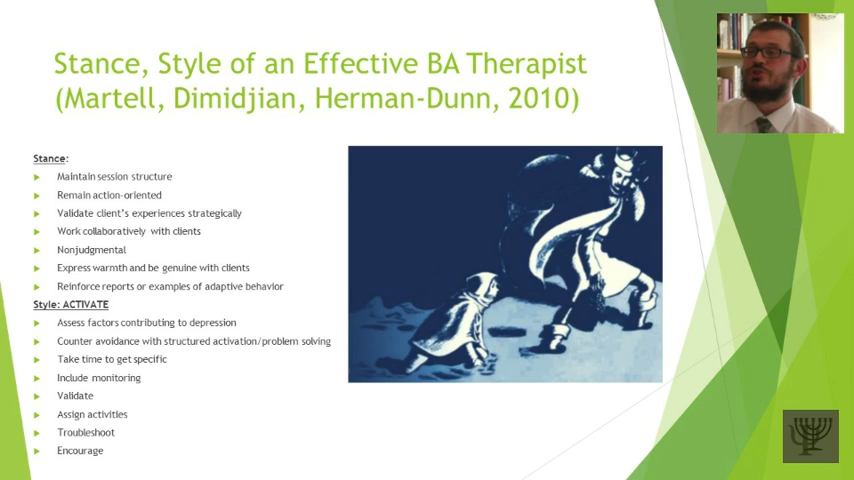 Stance, Style of an Effective BA Therapist
(Martell, Dimidjian, Herman-Dunn, 2010)
Stance:
Maintain session structure
Remain action-oriented
Validate client's experiences strategically
Work collaboratively with clients
Nonjudgmental
Express warmth and be genuine with clients
Reinforce reports or examples of adaptive behavior
Style: ACTIVATE
Assess factors contributing to depression
Counter avoidance with structured activation/problem solving
Take time to get specific
Include monitoring
Validate
Assign activities
Troubleshoot
Encourage